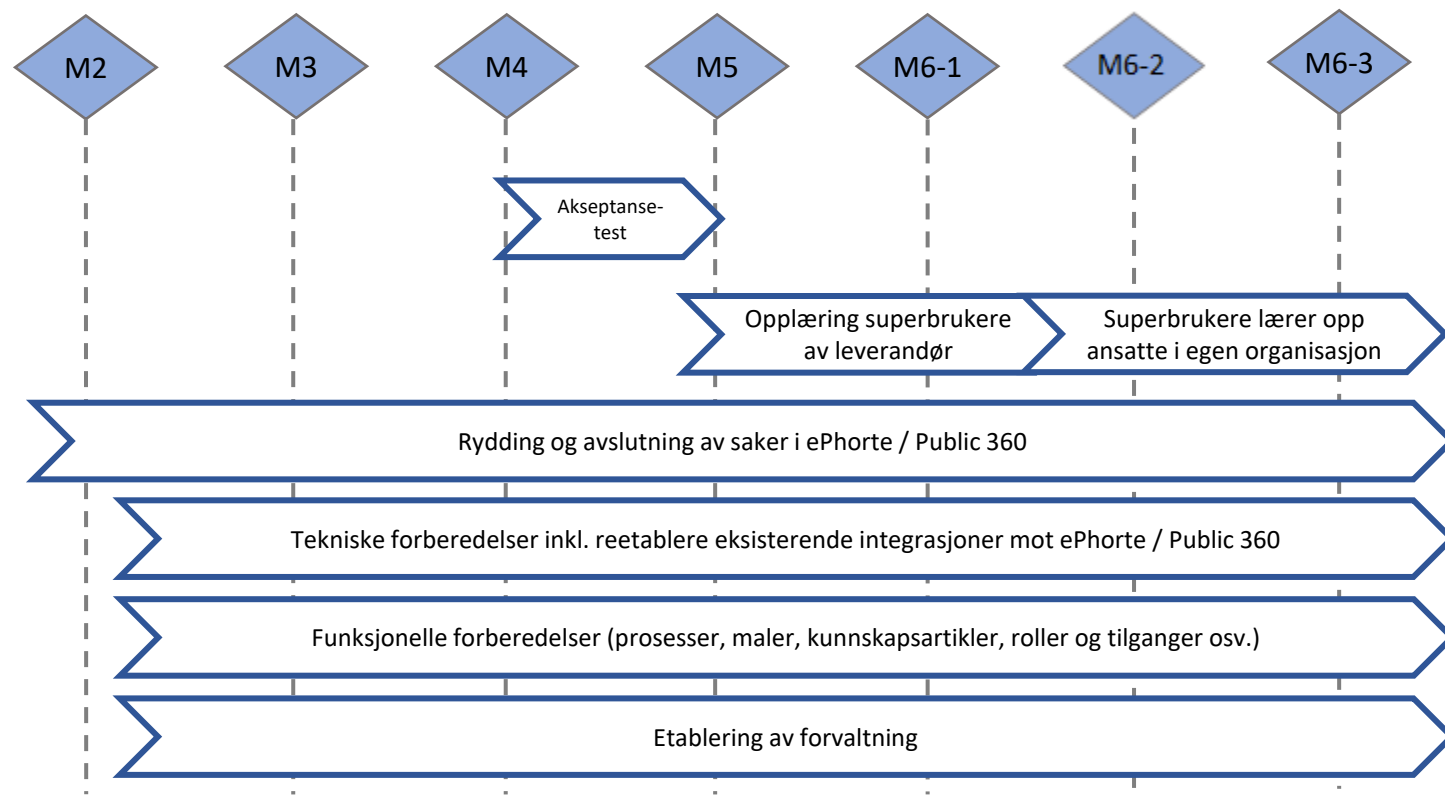 M2
M3
M4
M5
M6-1
M6-2
M6-3
Akseptanse-
test
Opplæring superbrukere
av leverandør
Superbrukere lærer opp
ansatte i egen organisasjon
Rydding og avslutning av saker i ePhorte / Public 360
Tekniske forberedelser inkl. reetablere eksisterende integrasjoner mot ePhorte / Public 360
Funksjonelle forberedelser (prosesser, maler, kunnskapsartikler, roller og tilganger osv.)
Etablering av forvaltning